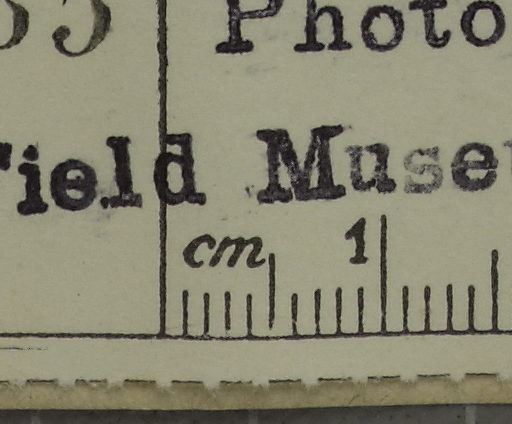 Photo
ield Muse
cm 1